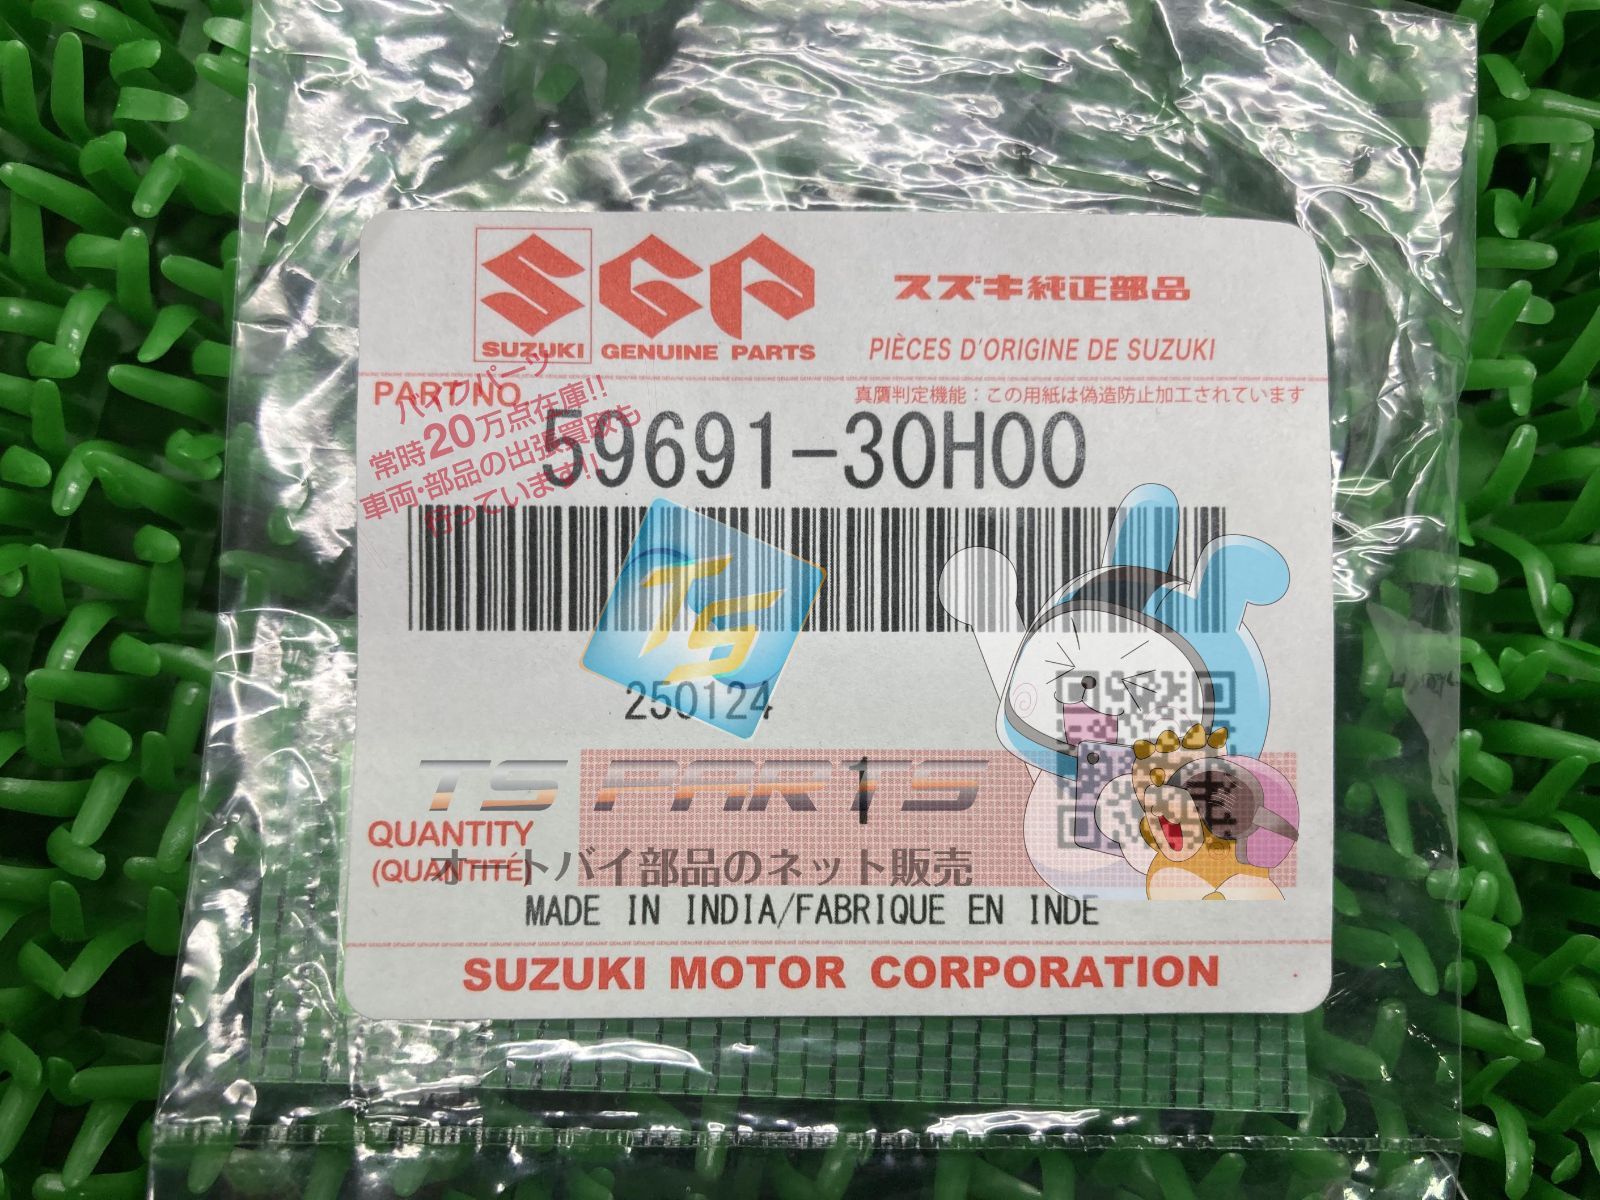 SUZUKI
SGP
GENUINE PARTS
スズキ純正部品
PIÈCES D'ORIGINE DE SUZUKI
PART NO.
真贋判定機能：この用紙は偽造防止加工されています
バイクパーツ
常時20万点在庫!!
車両・部品の出張買取も
行っています!!
59691-30H00
TS
250124
TS PARTS
1
QUANTITY
(QUANTITÉ)
オートバイ部品のネット販売
MADE IN INDIA/FABRIQUE EN INDE
SUZUKI MOTOR CORPORATION